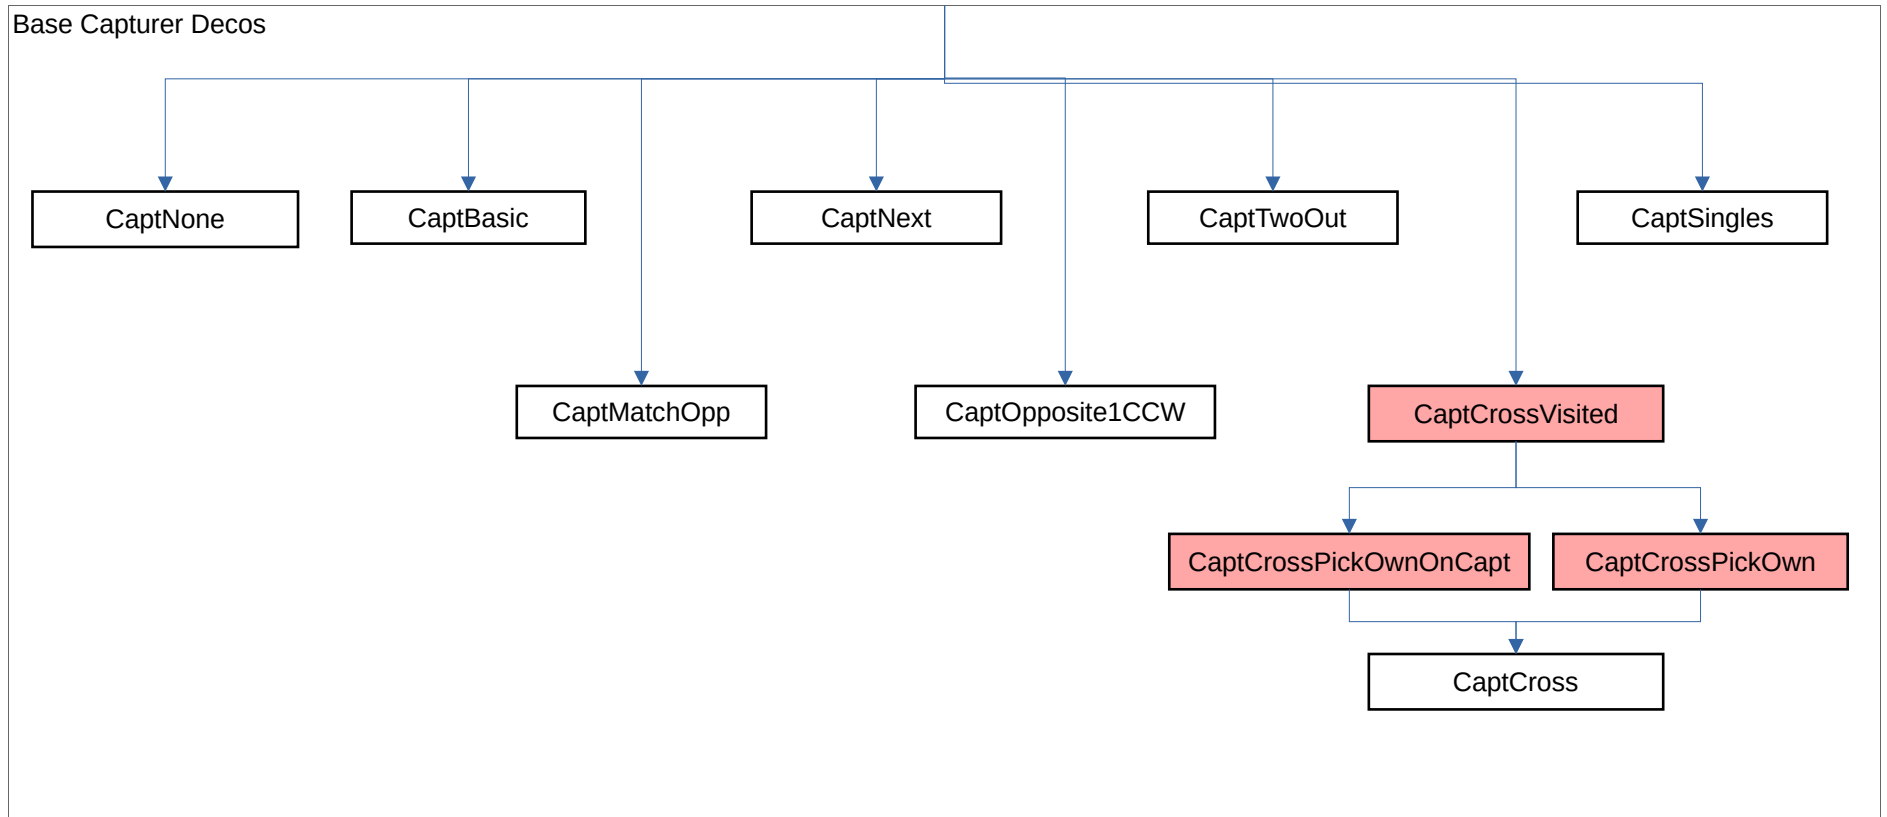 Base Capturer Decos
CaptNone
CaptBasic
CaptNext
CaptTwoOut
CaptSingles
CaptMatchOpp
CaptOpposite1CCW
CaptCrossVisited
CaptCrossPickOwnOnCapt
CaptCrossPickOwn
CaptCross